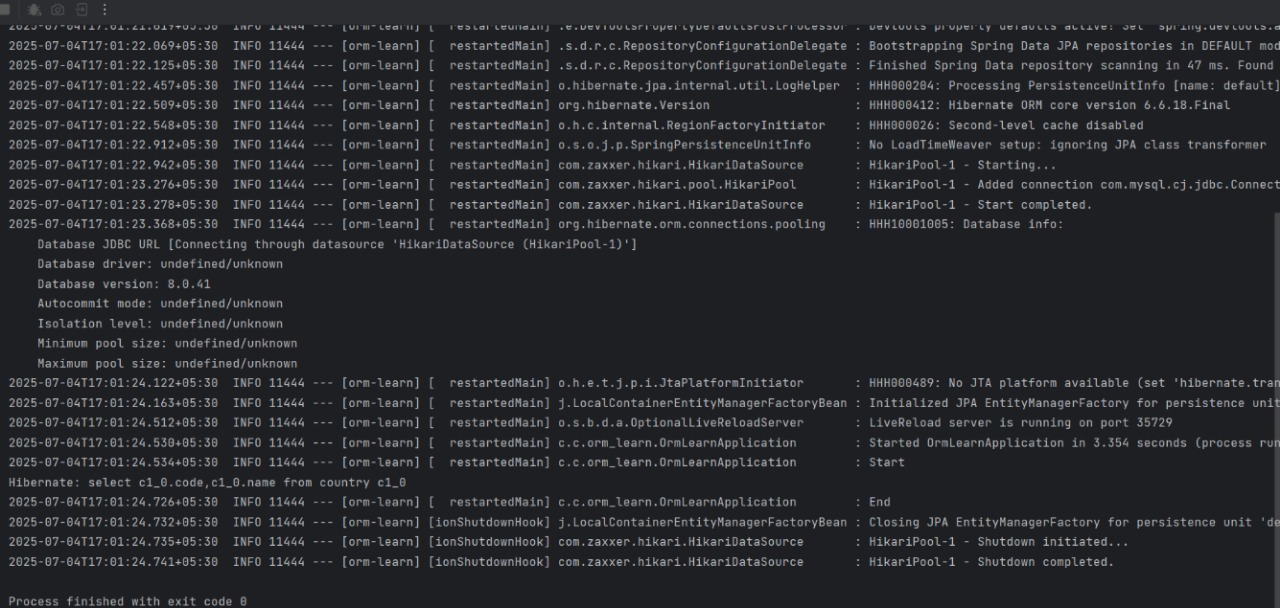 2025-07-04T17:01:21.819+05:30  INFO 11444 --- [orm-learn] [  restartedMain] .e.DevToolsPropertyDefaultsPostProcessor : Devtools property defaults active! Set 'spring.devtools.a
2025-07-04T17:01:22.069+05:30  INFO 11444 --- [orm-learn] [  restartedMain] .s.d.r.c.RepositoryConfigurationDelegate : Bootstrapping Spring Data JPA repositories in DEFAULT mod
2025-07-04T17:01:22.125+05:30  INFO 11444 --- [orm-learn] [  restartedMain] .s.d.r.c.RepositoryConfigurationDelegate : Finished Spring Data repository scanning in 47 ms. Found
2025-07-04T17:01:22.457+05:30  INFO 11444 --- [orm-learn] [  restartedMain] o.hibernate.jpa.internal.util.LogHelper  : HHH000204: Processing PersistenceUnitInfo [name: default]
2025-07-04T17:01:22.509+05:30  INFO 11444 --- [orm-learn] [  restartedMain] org.hibernate.Version                    : HHH000412: Hibernate ORM core version 6.6.18.Final
2025-07-04T17:01:22.548+05:30  INFO 11444 --- [orm-learn] [  restartedMain] o.h.c.internal.RegionFactoryInitiator    : HHH000026: Second-level cache disabled
2025-07-04T17:01:22.912+05:30  INFO 11444 --- [orm-learn] [  restartedMain] o.s.o.j.p.SpringPersistenceUnitInfo      : No LoadTimeWeaver setup: ignoring JPA class transformer
2025-07-04T17:01:22.942+05:30  INFO 11444 --- [orm-learn] [  restartedMain] com.zaxxer.hikari.HikariDataSource       : HikariPool-1 - Starting...
2025-07-04T17:01:23.276+05:30  INFO 11444 --- [orm-learn] [  restartedMain] com.zaxxer.hikari.pool.HikariPool        : HikariPool-1 - Added connection com.mysql.cj.jdbc.Connect
2025-07-04T17:01:23.278+05:30  INFO 11444 --- [orm-learn] [  restartedMain] com.zaxxer.hikari.HikariDataSource       : HikariPool-1 - Start completed.
2025-07-04T17:01:23.368+05:30  INFO 11444 --- [orm-learn] [  restartedMain] org.hibernate.orm.connections.pooling    : HHH10001005: Database info:
    Database JDBC URL [Connecting through datasource 'HikariDataSource (HikariPool-1)']
    Database driver: undefined/unknown
    Database version: 8.0.41
    Autocommit mode: undefined/unknown
    Isolation level: undefined/unknown
    Minimum pool size: undefined/unknown
    Maximum pool size: undefined/unknown
2025-07-04T17:01:24.122+05:30  INFO 11444 --- [orm-learn] [  restartedMain] o.h.e.t.j.p.i.JtaPlatformInitiator       : HHH000489: No JTA platform available (set 'hibernate.tran
2025-07-04T17:01:24.163+05:30  INFO 11444 --- [orm-learn] [  restartedMain] j.LocalContainerEntityManagerFactoryBean : Initialized JPA EntityManagerFactory for persistence unit
2025-07-04T17:01:24.512+05:30  INFO 11444 --- [orm-learn] [  restartedMain] o.s.b.d.a.OptionalLiveReloadServer       : LiveReload server is running on port 35729
2025-07-04T17:01:24.530+05:30  INFO 11444 --- [orm-learn] [  restartedMain] c.c.orm_learn.OrmLearnApplication        : Started OrmLearnApplication in 3.354 seconds (process run
2025-07-04T17:01:24.534+05:30  INFO 11444 --- [orm-learn] [  restartedMain] c.c.orm_learn.OrmLearnApplication        : Start
Hibernate: select c1_0.code,c1_0.name from country c1_0
2025-07-04T17:01:24.726+05:30  INFO 11444 --- [orm-learn] [  restartedMain] c.c.orm_learn.OrmLearnApplication        : End
2025-07-04T17:01:24.732+05:30  INFO 11444 --- [orm-learn] [ionShutdownHook] j.LocalContainerEntityManagerFactoryBean : Closing JPA EntityManagerFactory for persistence unit 'de
2025-07-04T17:01:24.735+05:30  INFO 11444 --- [orm-learn] [ionShutdownHook] com.zaxxer.hikari.HikariDataSource       : HikariPool-1 - Shutdown initiated...
2025-07-04T17:01:24.741+05:30  INFO 11444 --- [orm-learn] [ionShutdownHook] com.zaxxer.hikari.HikariDataSource       : HikariPool-1 - Shutdown completed.
Process finished with exit code 0